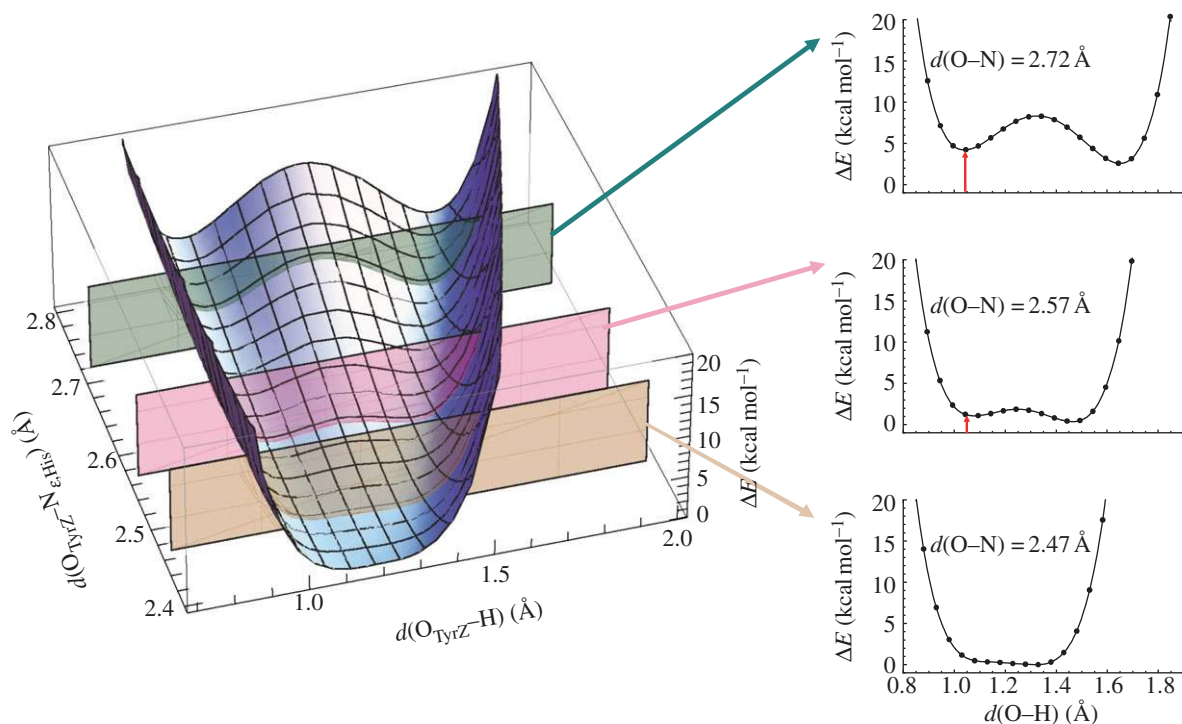 2.8
2.7
2.6
2.5
2.4
d(O_TyrZ–N_εHis) (Å)
1.0
1.5
2.0
d(O_TyrZ–H) (Å)
20
15
10
5
0
ΔE (kcal mol⁻¹)
20
15
10
5
0
ΔE (kcal mol⁻¹)
d(O–N) = 2.72 Å
20
15
10
5
0
ΔE (kcal mol⁻¹)
d(O–N) = 2.57 Å
20
15
10
5
0
ΔE (kcal mol⁻¹)
d(O–N) = 2.47 Å
0.8 1.0 1.2 1.4 1.6 1.8
d(O–H) (Å)